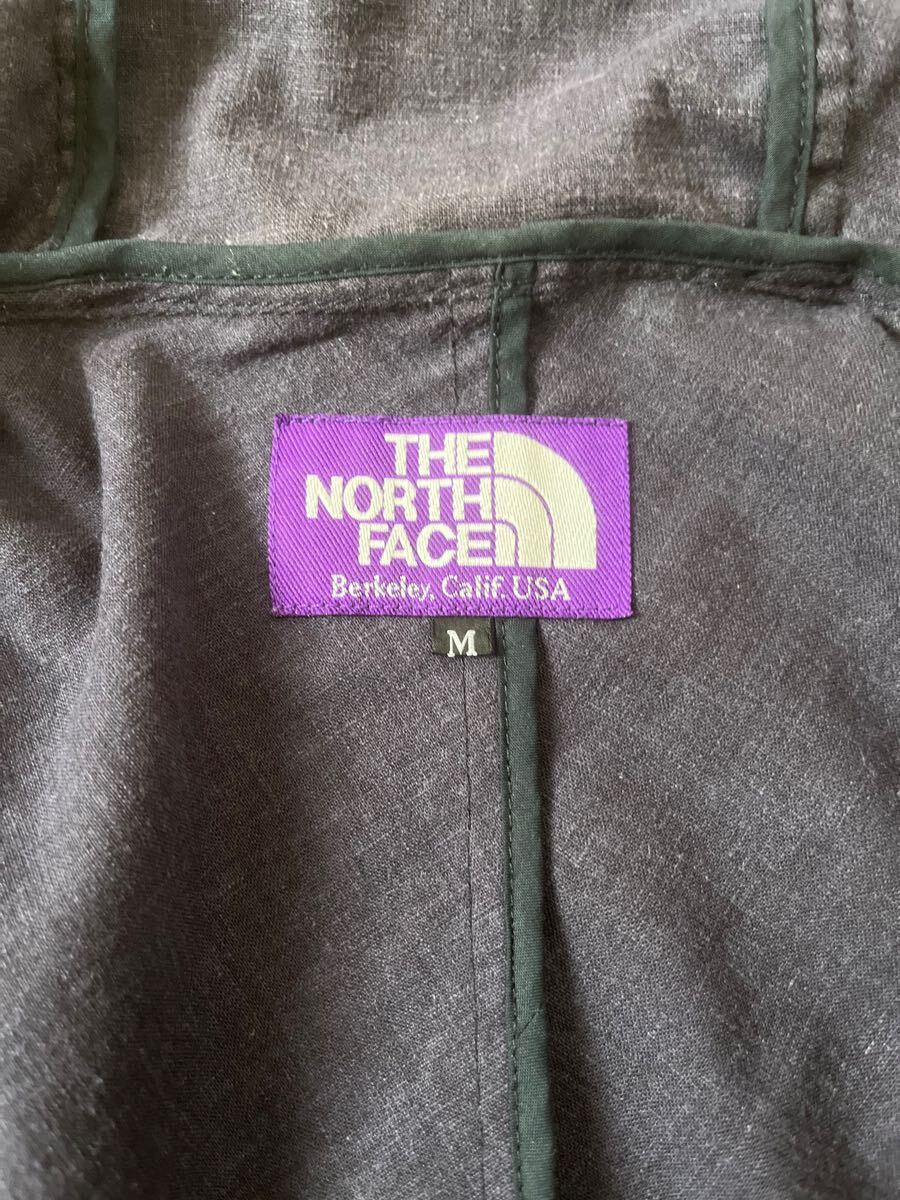 THE
NORTH
FACE
Berkeley, Calif. USA
M